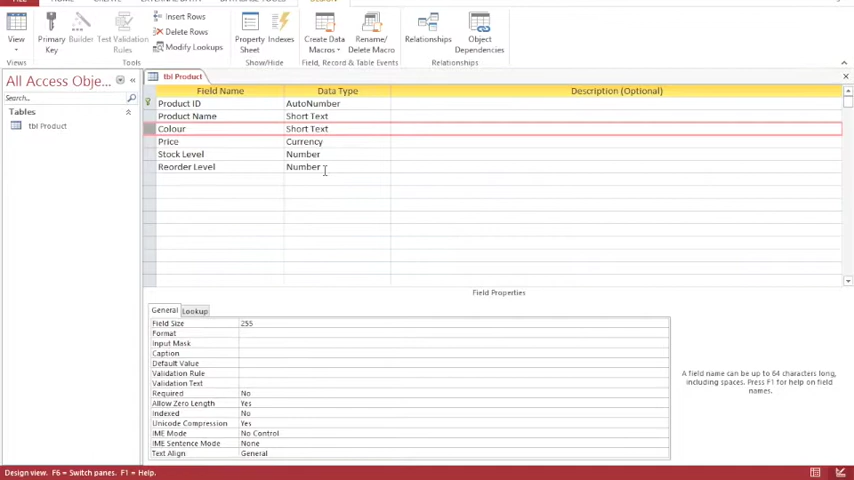 View
Primary Key
Builder
Test Validation Rules
Insert Rows
Delete Rows
Modify Lookups
Tools
Property Sheet
Indexes
Show/Hide
Create Data Macros
Rename/ Delete Macro
Field, Record & Table Events
Relationships
Object Dependencies
Relationships
All Access Obje... «
Search...
Tables
tbl Product
tbl Product
Field Name Data Type Description (Optional)
Product ID AutoNumber
Product Name Short Text
Colour Short Text
Price Currency
Stock Level Number
Reorder Level Number
Field Properties
General Lookup
Field Size 255
Format
Input Mask
Caption
Default Value
Validation Rule
Validation Text
Required No
Allow Zero Length Yes
Indexed No
Unicode Compression Yes
IME Mode No Control
IME Sentence Mode None
Text Align General
A field name can be up to 64 characters long,
including spaces. Press F1 for help on field
names.
Design view. F6 = Switch panes. F1 = Help.